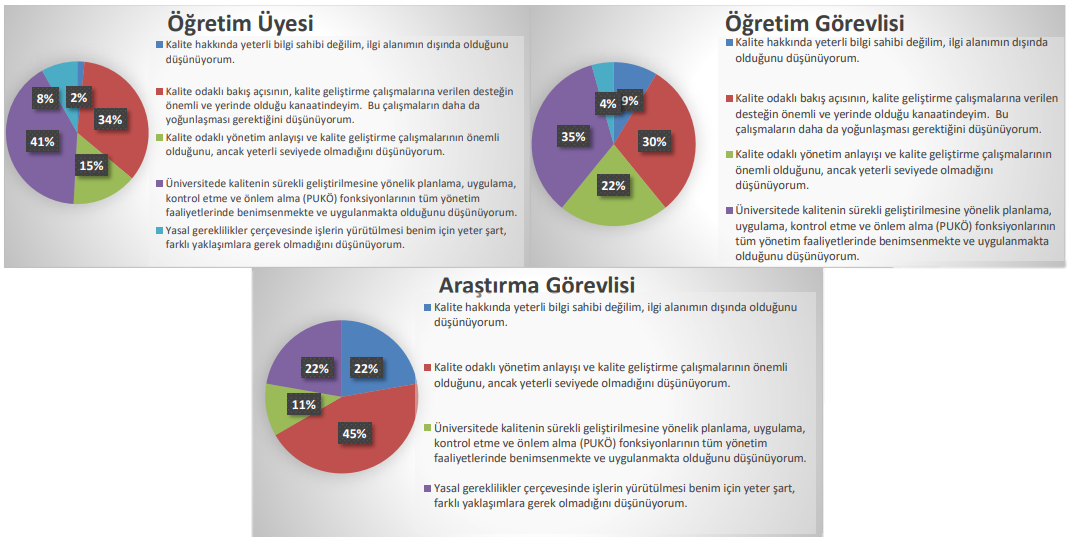 Öğretim Üyesi
Kalite hakkında yeterli bilgi sahibi değilim, ilgi alanımın dışında olduğunu
düşünüyorum.
Kalite odaklı bakış açısının, kalite geliştirme çalışmalarına verilen desteğin
önemli ve yerinde olduğu kanaatindeyim. Bu çalışmaların daha da
yoğunlaşması gerektiğini düşünüyorum.
Kalite odaklı yönetim anlayışı ve kalite geliştirme çalışmalarının önemli
olduğunu, ancak yeterli seviyede olmadığını düşünüyorum.
Üniversitede kalitenin sürekli geliştirilmesine yönelik planlama, uygulama,
kontrol etme ve önlem alma (PUKÖ) fonksiyonlarının tüm yönetim
faaliyetlerinde benimsenmekte ve uygulanmakta olduğunu düşünüyorum.
Yasal gereklilikler çerçevesinde işlerin yürütülmesi benim için yeter şart,
farklı yaklaşımlara gerek olmadığını düşünüyorum.
8%
2%
34%
41%
15%
Öğretim Görevlisi
Kalite hakkında yeterli bilgi sahibi değilim, ilgi alanımın dışında
olduğunu düşünüyorum.
Kalite odaklı bakış açısının, kalite geliştirme çalışmalarına verilen
desteğin önemli ve yerinde olduğu kanaatindeyim. Bu
çalışmaların daha da yoğunlaşması gerektiğini düşünüyorum.
Kalite odaklı yönetim anlayışı ve kalite geliştirme çalışmalarının
önemli olduğunu, ancak yeterli seviyede olmadığını
düşünüyorum.
Üniversitede kalitenin sürekli geliştirilmesine yönelik planlama,
uygulama, kontrol etme ve önlem alma (PUKÖ) fonksiyonlarının
tüm yönetim faaliyetlerinde benimsenmekte ve uygulanmakta
olduğunu düşünüyorum.
4%
9%
35%
30%
22%
Araştırma Görevlisi
Kalite hakkında yeterli bilgi sahibi değilim, ilgi alanımın dışında olduğunu
düşünüyorum.
Kalite odaklı yönetim anlayışı ve kalite geliştirme çalışmalarının önemli
olduğunu, ancak yeterli seviyede olmadığını düşünüyorum.
Üniversitede kalitenin sürekli geliştirilmesine yönelik planlama, uygulama,
kontrol etme ve önlem alma (PUKÖ) fonksiyonlarının tüm yönetim
faaliyetlerinde benimsenmekte ve uygulanmakta olduğunu düşünüyorum.
Yasal gereklilikler çerçevesinde işlerin yürütülmesi benim için yeter şart,
farklı yaklaşımlara gerek olmadığını düşünüyorum.
22%
22%
11%
45%